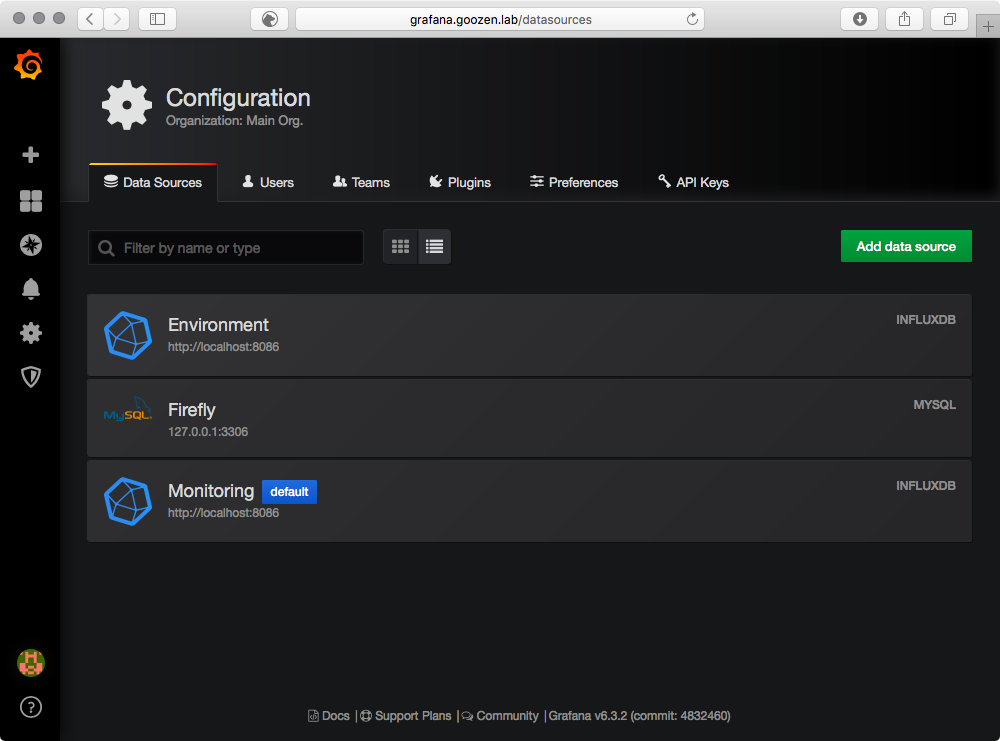 grafana.goozen.lab/datasources
Configuration
Organization: Main Org.
Data Sources Users Teams Plugins Preferences API Keys
Filter by name or type
Add data source
Environment
INFLUXDB
http://localhost:8086
MySQL
Firefly
MYSQL
127.0.0.1:3306
Monitoring default
INFLUXDB
http://localhost:8086
Docs | Support Plans | Community | Grafana v6.3.2 (commit: 4832460)